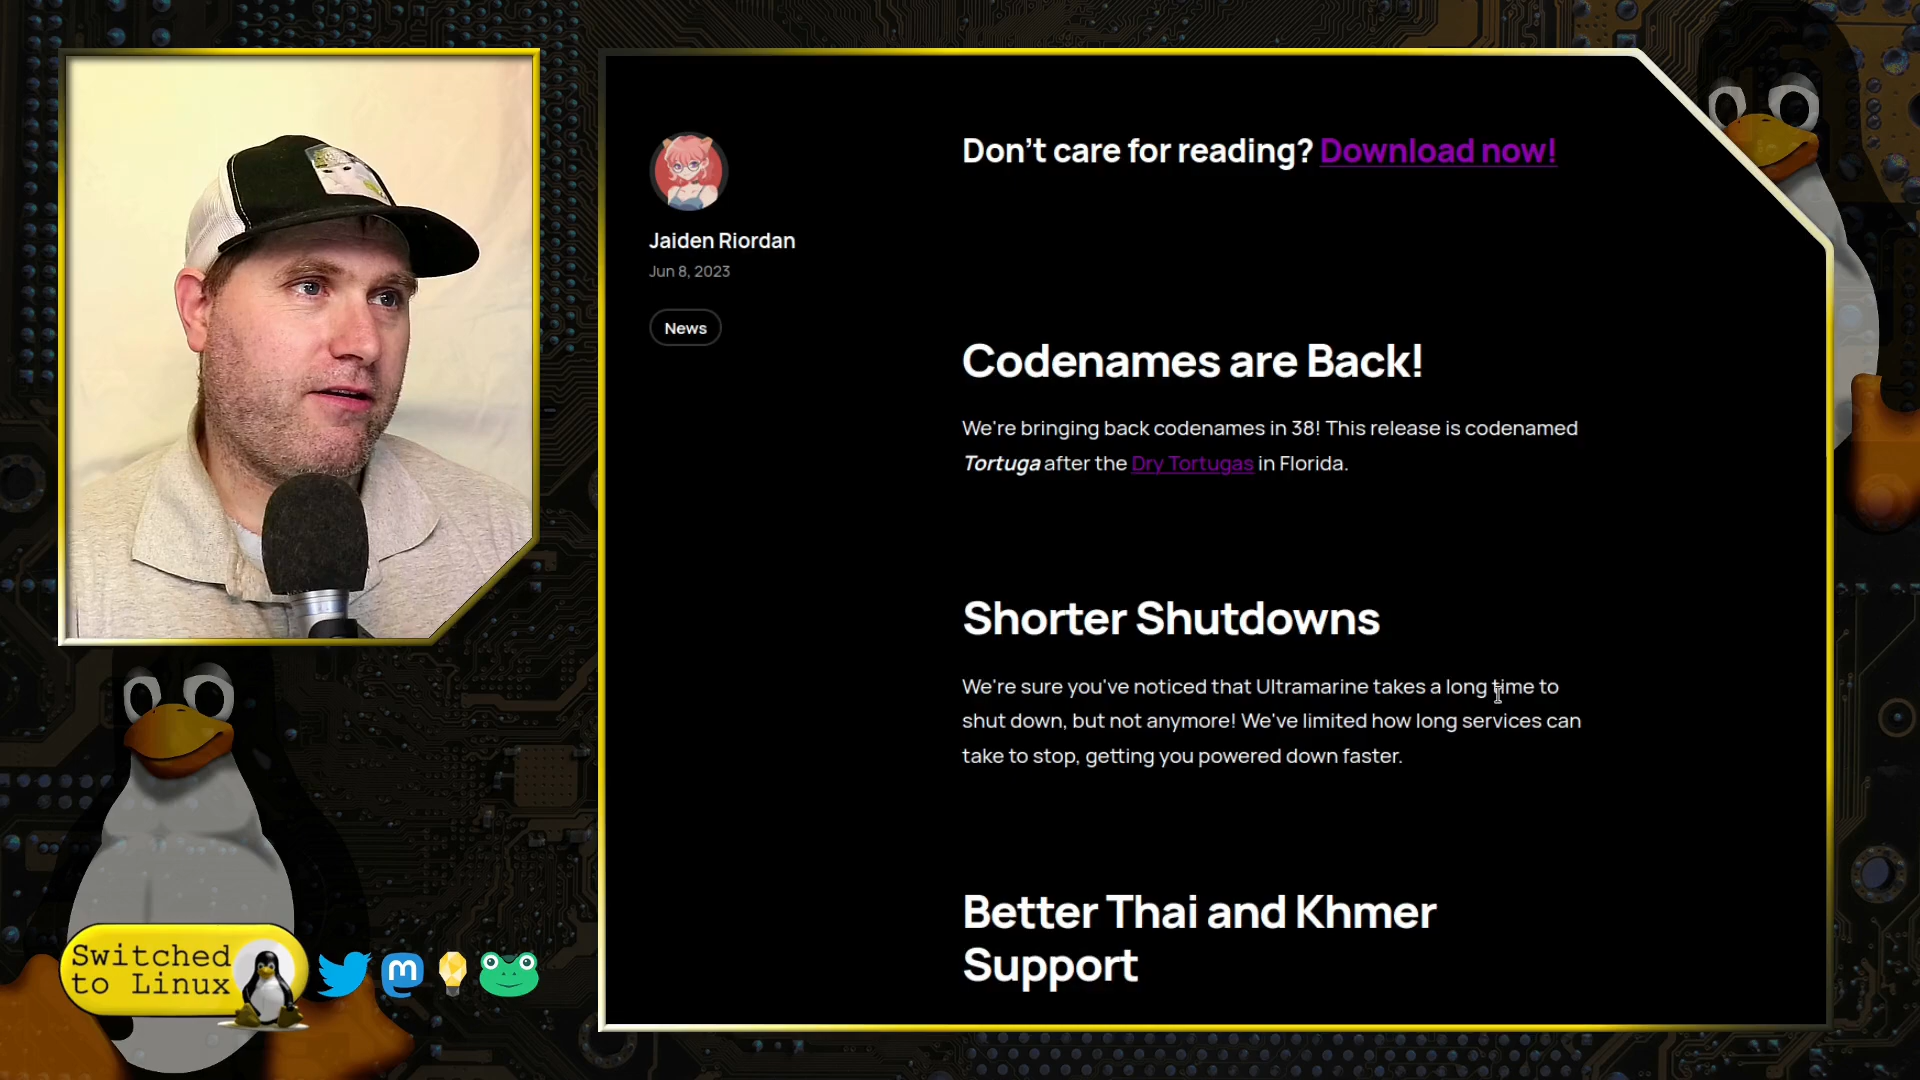 Don't care for reading? Download now!
Jaiden Riordan
Jun 8, 2023
News
Codenames are Back!
We're bringing back codenames in 38! This release is codenamed
Tortuga after the Dry Tortugas in Florida.
Shorter Shutdowns
We're sure you've noticed that Ultramarine takes a long time to
shut down, but not anymore! We've limited how long services can
take to stop, getting you powered down faster.
Better Thai and Khmer
Support
Switched
to Linux
m